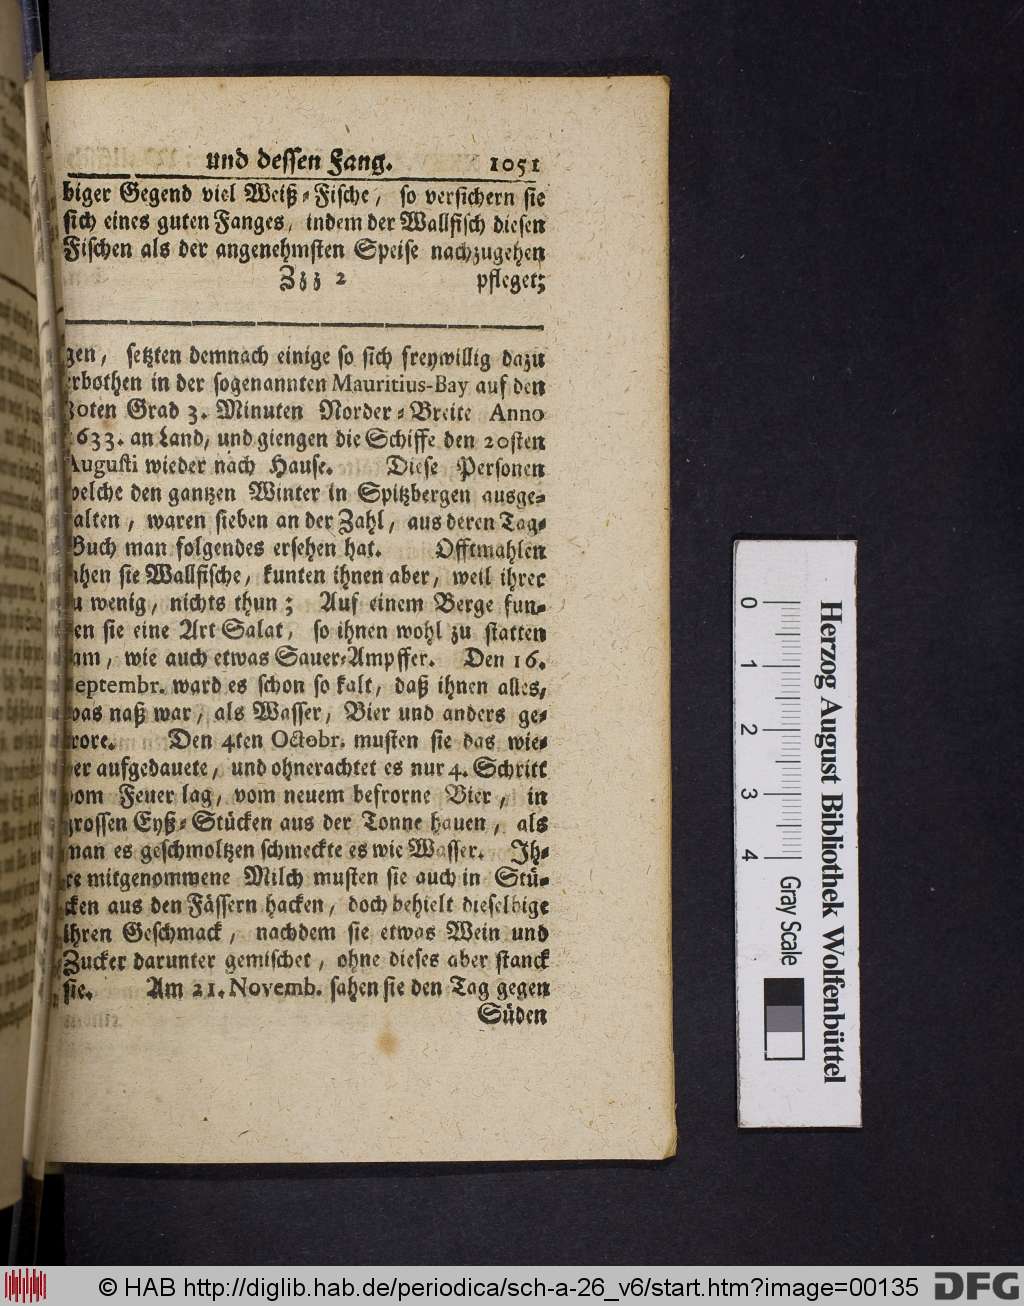 und dessen Fang. 1051
biger Gegend viel Weiß-Fische, so versichern sie
sich eines guten Fanges, indem der Wallfisch diesen
Fischen als der angenehmsten Speise nachzugehen
Zzz 2 pfleget;
gen, setzten demnach einige so sich freywillig dazu
erbothen in der sogenannten Mauritius-Bay auf den
70ten Grad 3. Minuten Norder-Breite Anno
1633. an Land, und giengen die Schiffe den 20sten
Augusti wieder nach Hause. Diese Personen
welche den gantzen Winter in Spitzbergen ausge-
halten, waren sieben an der Zahl, aus deren Tag-
Buch man folgendes ersehen hat. Offtmahlen
sahen sie Wallfische, kunten ihnen aber, weil ihrer
zu wenig, nichts thun; Auf einem Berge fun-
den sie eine Art Salat, so ihnen wohl zu statten
kam, wie auch etwas Sauer-Ampffer. Den 16.
Septembr. ward es schon so kalt, daß ihnen alles,
was naß war, als Wasser, Bier und anders ge-
frore. Den 4ten Octobr. musten sie das wie-
der aufgedauete, und ohnerachtet es nur 4. Schritt
vom Feuer lag, vom neuem befrorne Bier, in
grossen Eyß-Stücken aus der Tonne hauen, als
man es geschmoltzen schmeckte es wie Wasser. Ih-
re mitgenommene Milch musten sie auch in Stü-
cken aus den Fässern hacken, doch behielt dieselbige
ihren Geschmack, nachdem sie etwas Wein und
Zucker darunter gemischet, ohne dieses aber stanck
sie. Am 21. Novemb. sahen sie den Tag gegen
Süden
Herzog August Bibliothek Wolfenbüttel
0 1 2 3 4 Gray Scale
© HAB http://diglib.hab.de/periodica/sch-a-26_v6/start.htm?image=00135 DFG